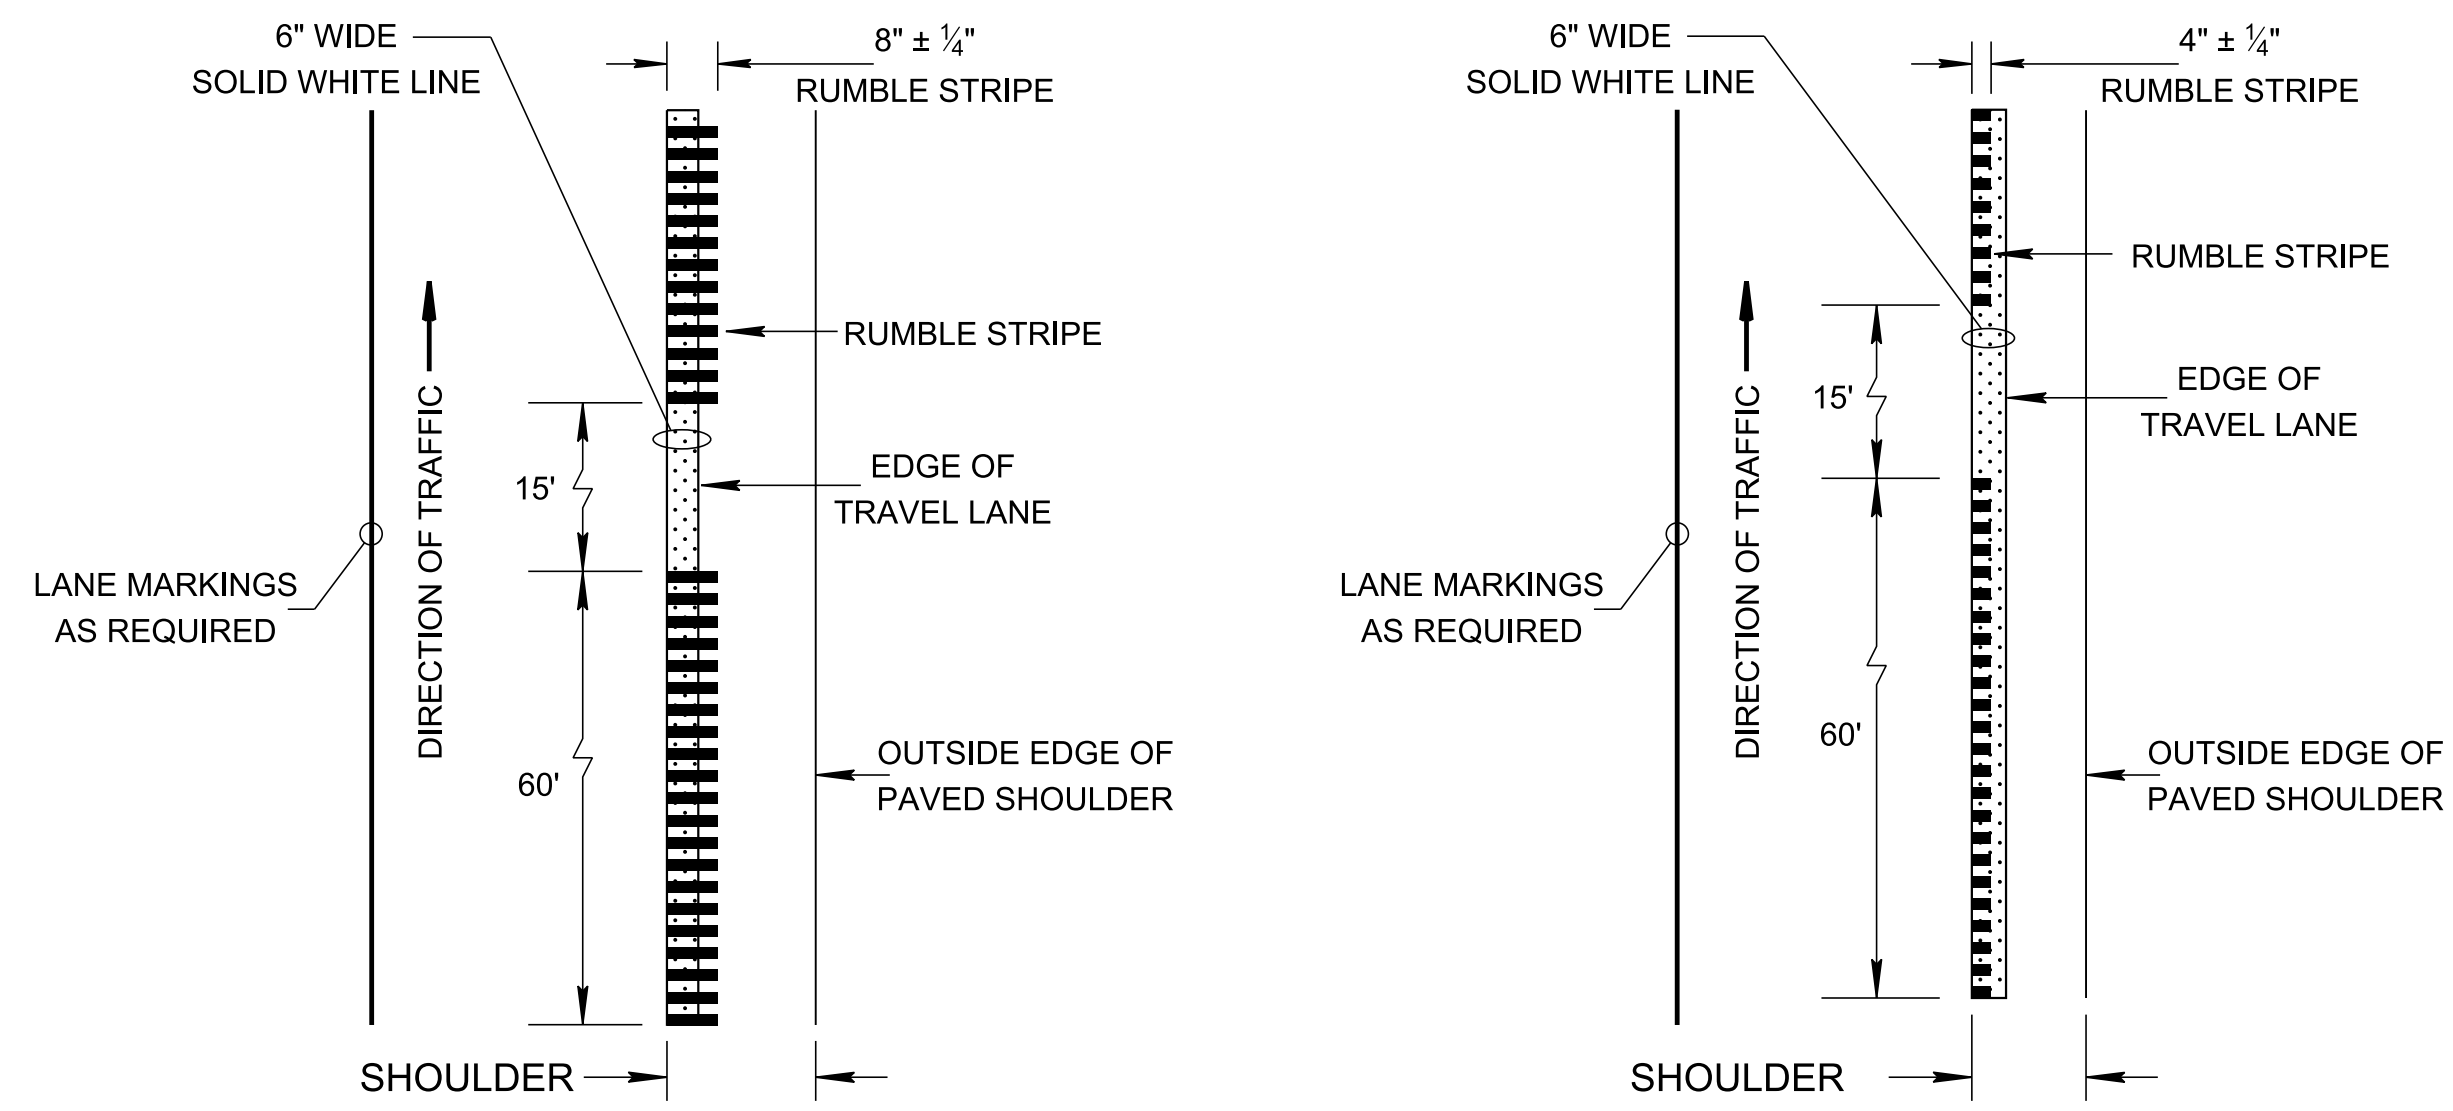 6" WIDE
SOLID WHITE LINE
8" ± ¼"
RUMBLE STRIPE
RUMBLE STRIPE
DIRECTION OF TRAFFIC
15'
EDGE OF
TRAVEL LANE
LANE MARKINGS
AS REQUIRED
60'
OUTSIDE EDGE OF
PAVED SHOULDER
SHOULDER
6" WIDE
SOLID WHITE LINE
4" ± ¼"
RUMBLE STRIPE
RUMBLE STRIPE
DIRECTION OF TRAFFIC
15'
EDGE OF
TRAVEL LANE
LANE MARKINGS
AS REQUIRED
60'
OUTSIDE EDGE OF
PAVED SHOULDER
SHOULDER